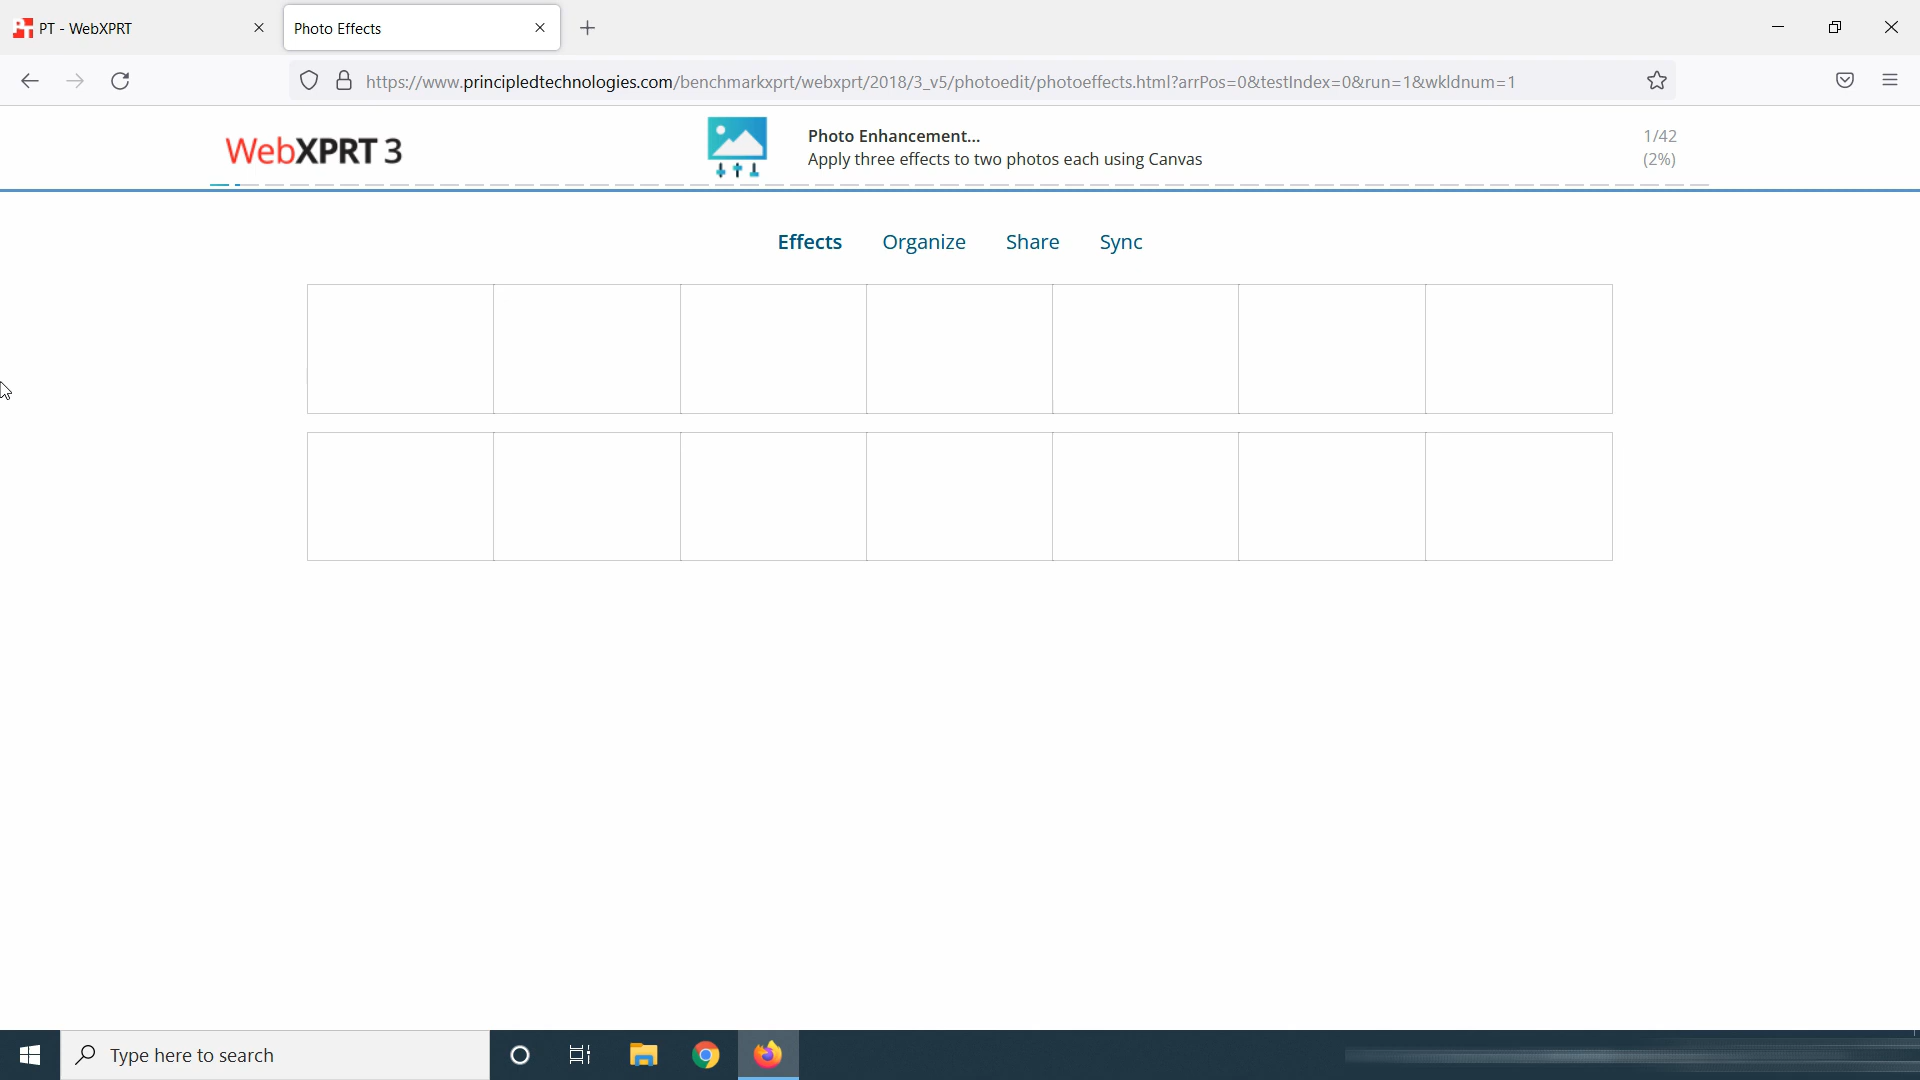 PT - WebXPRT
Photo Effects
https://www.principledtechnologies.com/benchmarkxprt/webxprt/2018/3_v5/photoedit/photoeffects.html?arrPos=0&testIndex=0&run=1&wkldnum=1
WebXPRT 3
Photo Enhancement...
Apply three effects to two photos each using Canvas
1/42
(2%)
Effects Organize Share Sync
Type here to search